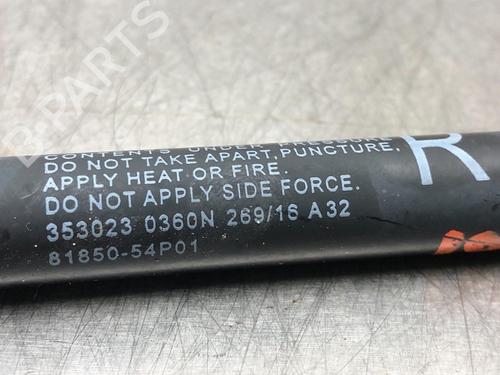 CONTENTS UNDER PRESSURE
DO NOT TAKE APART, PUNCTURE,
APPLY HEAT OR FIRE.
DO NOT APPLY SIDE FORCE.
353023 0360N 269/16 A32
81850-54P01
R
B-PARTS